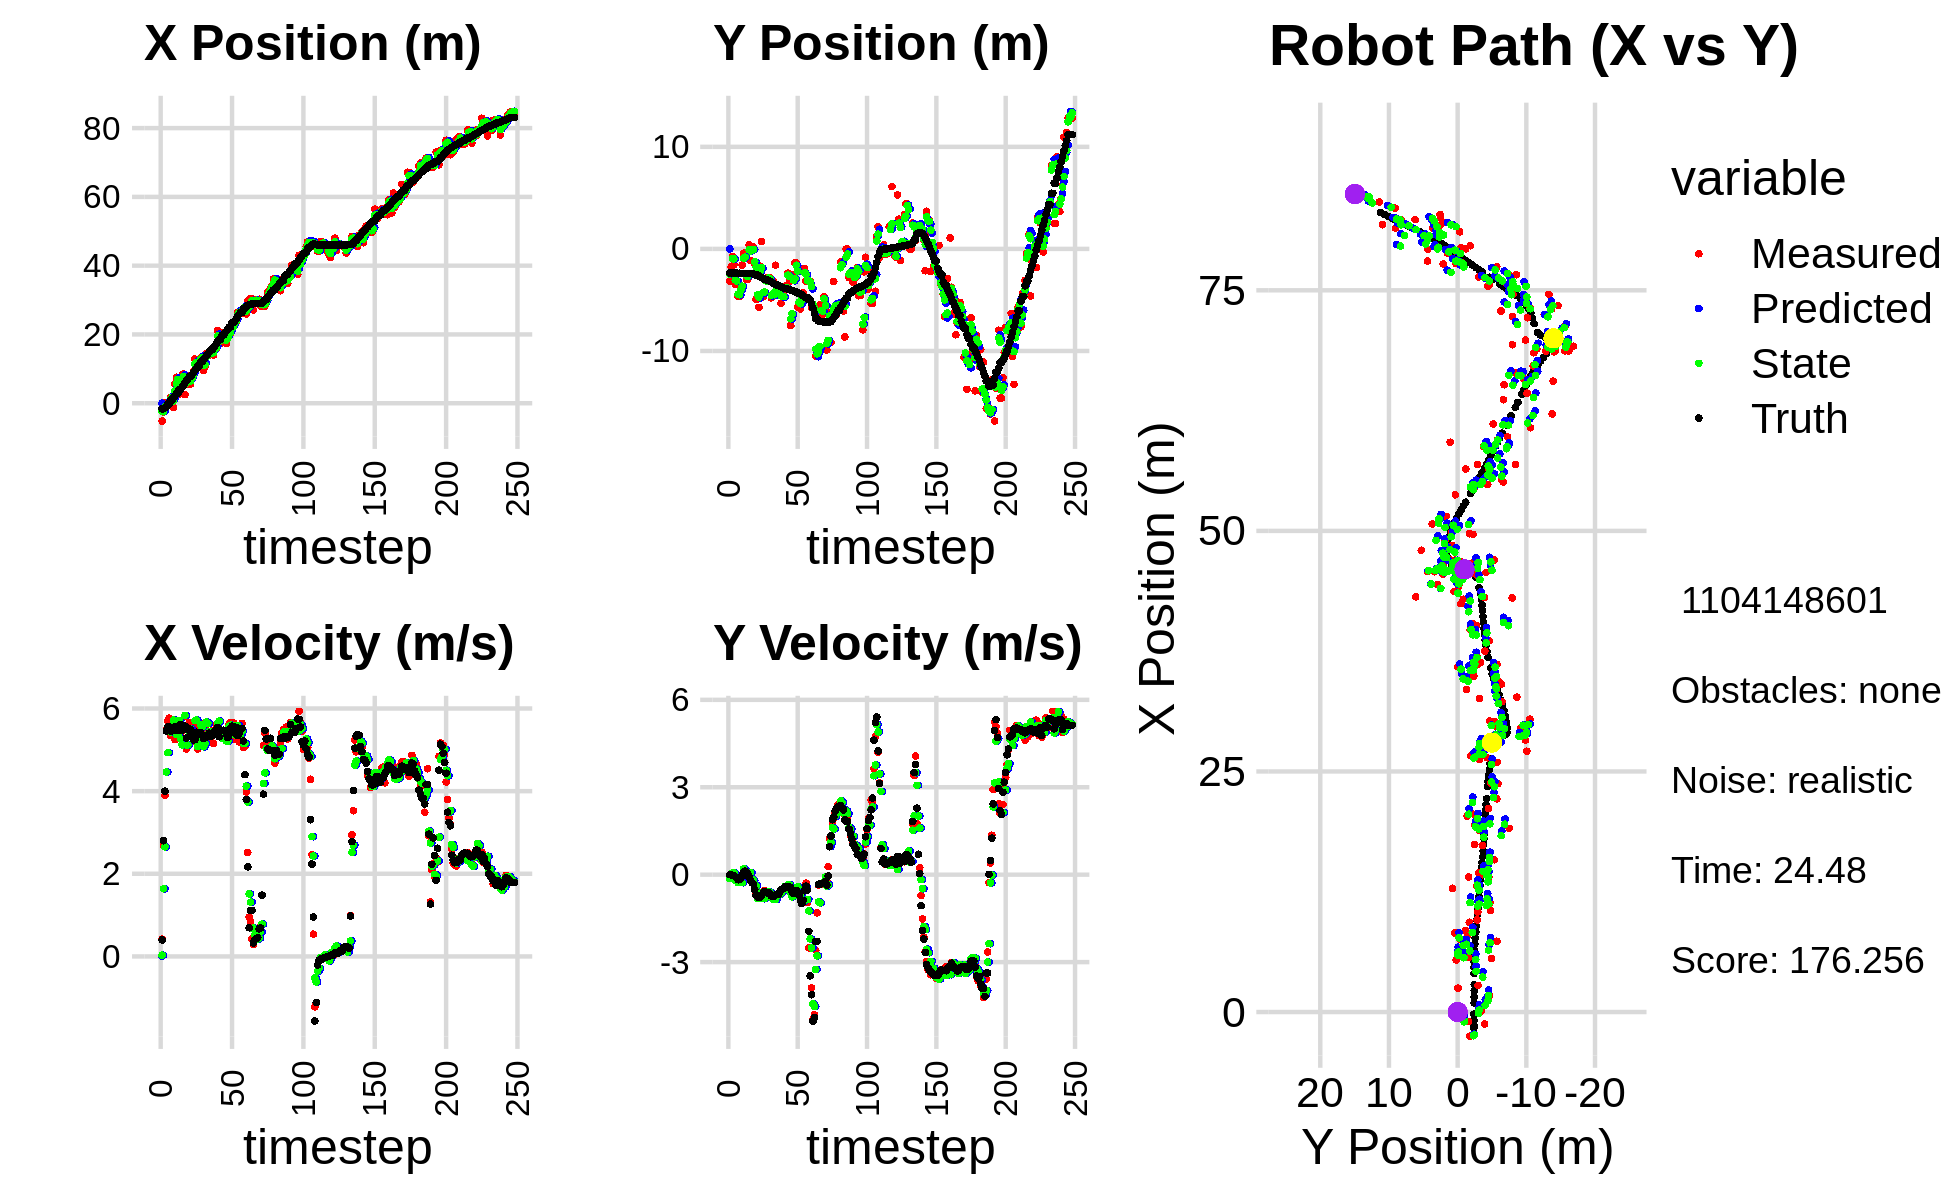 X Position (m)
80
60
40
20
0
0
50
100
150
200
250
timestep
Y Position (m)
10
0
-10
0
50
100
150
200
250
timestep
X Velocity (m/s)
6
4
2
0
0
50
100
150
200
250
timestep
Y Velocity (m/s)
6
3
0
-3
0
50
100
150
200
250
timestep
Robot Path (X vs Y)
X Position (m)
75
50
25
0
20
10
0
-10
-20
Y Position (m)
variable
Measured
Predicted
State
Truth
1104148601
Obstacles: none
Noise: realistic
Time: 24.48
Score: 176.256